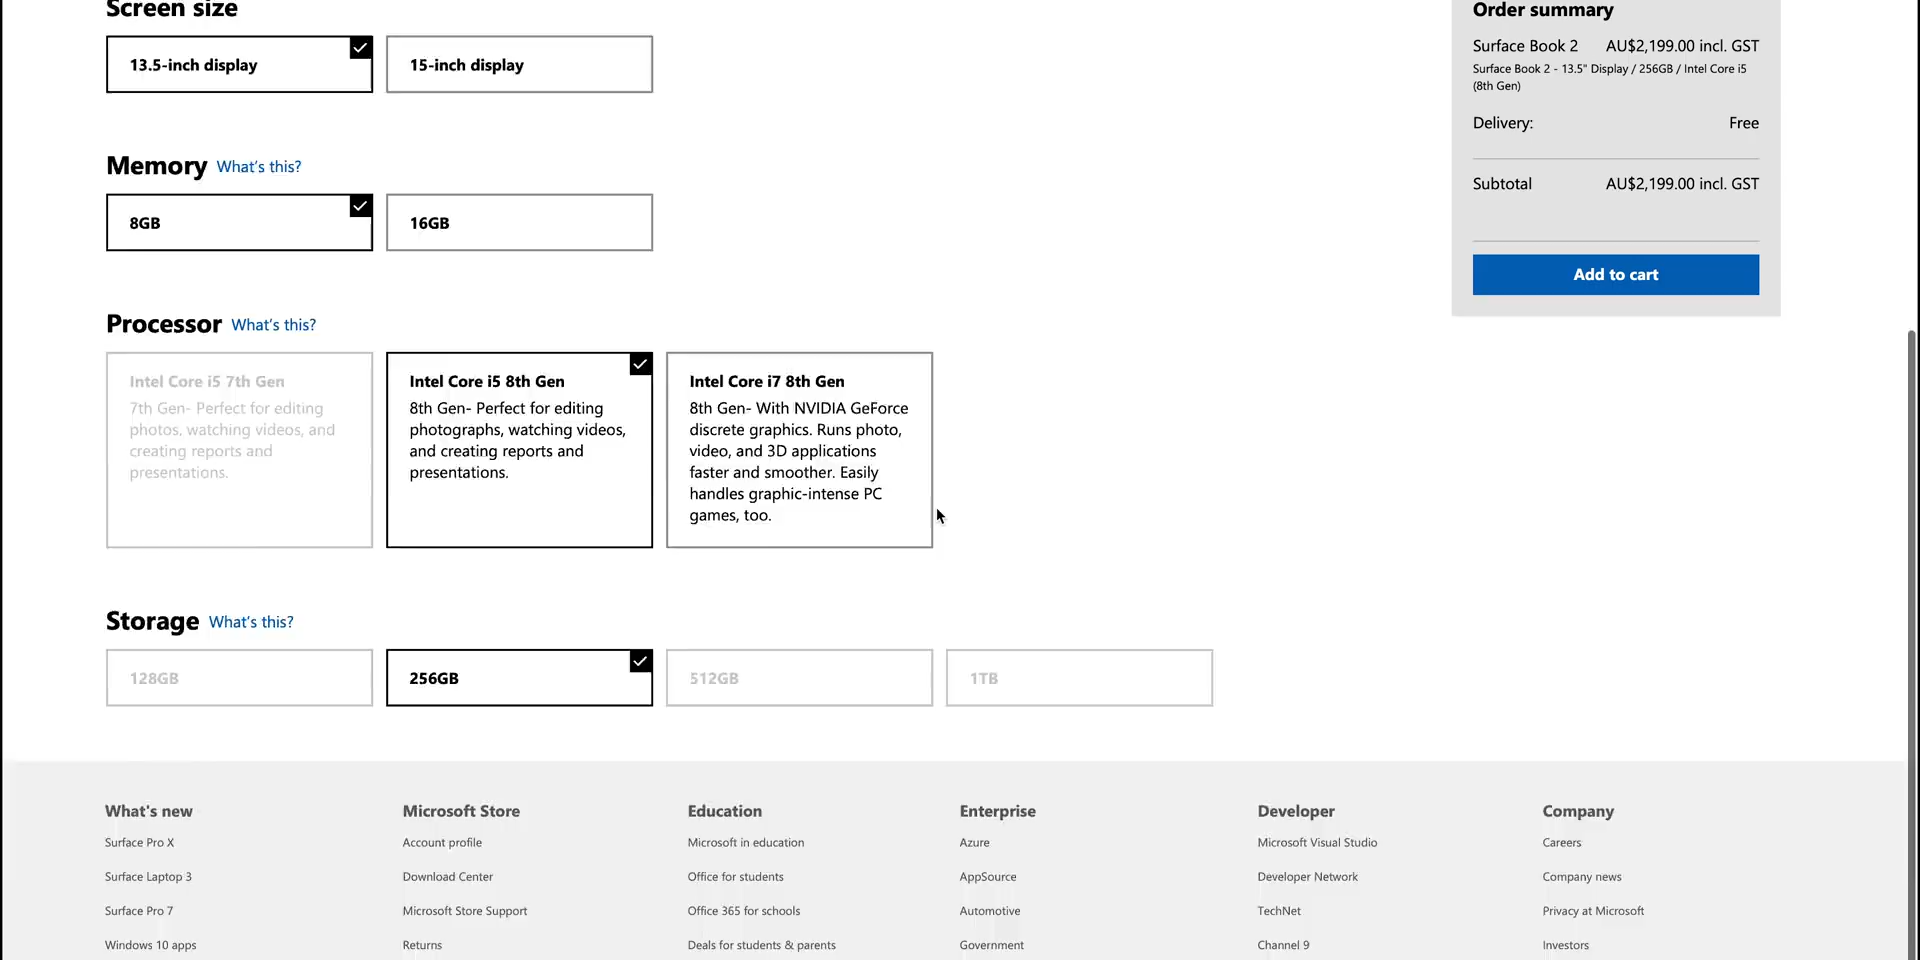 Screen size
13.5-inch display
15-inch display
Memory What's this?
8GB
16GB
Processor What's this?
Intel Core i5 7th Gen
7th Gen- Perfect for editing
photos, watching videos, and
creating reports and
presentations.
Intel Core i5 8th Gen
8th Gen- Perfect for editing
photographs, watching videos,
and creating reports and
presentations.
Intel Core i7 8th Gen
8th Gen- With NVIDIA GeForce
discrete graphics. Runs photo,
video, and 3D applications
faster and smoother. Easily
handles graphic-intense PC
games, too.
Storage What's this?
128GB
256GB
512GB
1TB
Order summary
Surface Book 2 AU$2,199.00 incl. GST
Surface Book 2 - 13.5" Display / 256GB / Intel Core i5
(8th Gen)
Delivery: Free
Subtotal AU$2,199.00 incl. GST
Add to cart
What's new
Surface Pro X
Surface Laptop 3
Surface Pro 7
Windows 10 apps
Microsoft Store
Account profile
Download Center
Microsoft Store Support
Returns
Education
Microsoft in education
Office for students
Office 365 for schools
Deals for students & parents
Enterprise
Azure
AppSource
Automotive
Government
Developer
Microsoft Visual Studio
Developer Network
TechNet
Channel 9
Company
Careers
Company news
Privacy at Microsoft
Investors